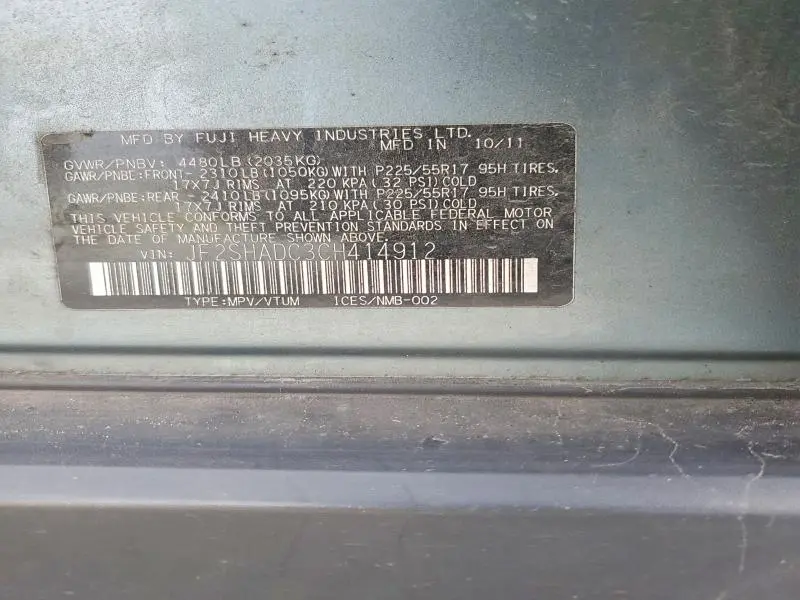 MFD BY FUJI HEAVY INDUSTRIES LTD.
MFD IN 10/11
GVWR/PNBV: 4480LB(2035KG)
GAWR/PNBE:FRONT- 2310LB(1050KG)WITH P225/55R17 95H TIRES.
17X7J RIMS AT 220 KPA(32 PSI)COLD
GAWR/PNBE:REAR - 2410LB(1095KG)WITH P225/55R17 95H TIRES.
17X7J RIMS AT 210 KPA(30 PSI)COLD
THIS VEHICLE CONFORMS TO ALL APPLICABLE FEDERAL MOTOR
VEHICLE SAFETY AND THEFT PREVENTION STANDARDS IN EFFECT ON
THE DATE OF MANUFACTURE SHOWN ABOVE.
VIN: JF2SHADC3CH414912
TYPE:MPV/VTUM ICES/NMB-002